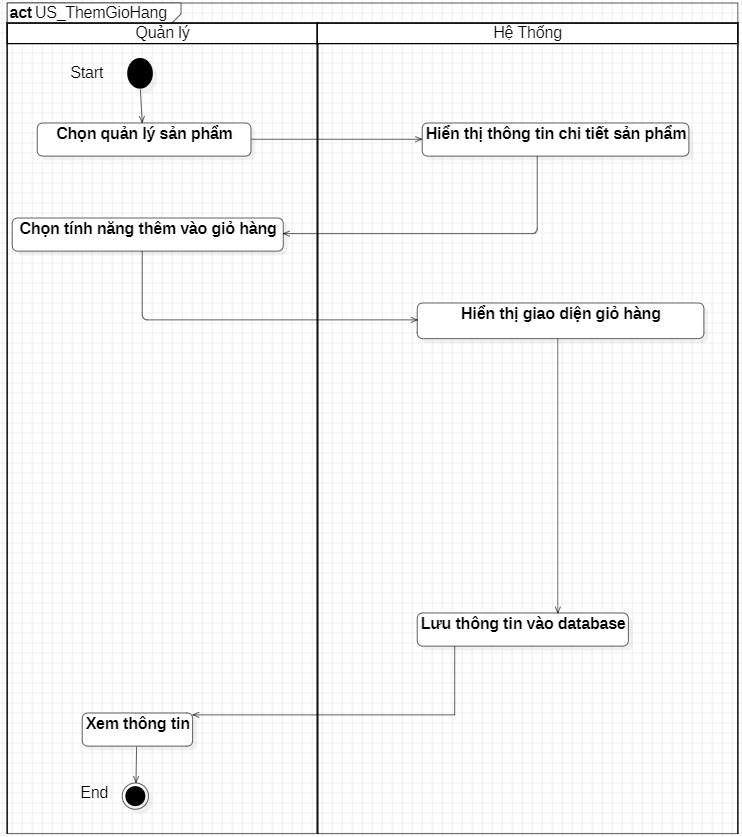 act US_ThemGioHang
Quản lý
Hệ Thống
Start
Chọn quản lý sản phẩm
Hiển thị thông tin chi tiết sản phẩm
Chọn tính năng thêm vào giỏ hàng
Hiển thị giao diện giỏ hàng
Lưu thông tin vào database
Xem thông tin
End